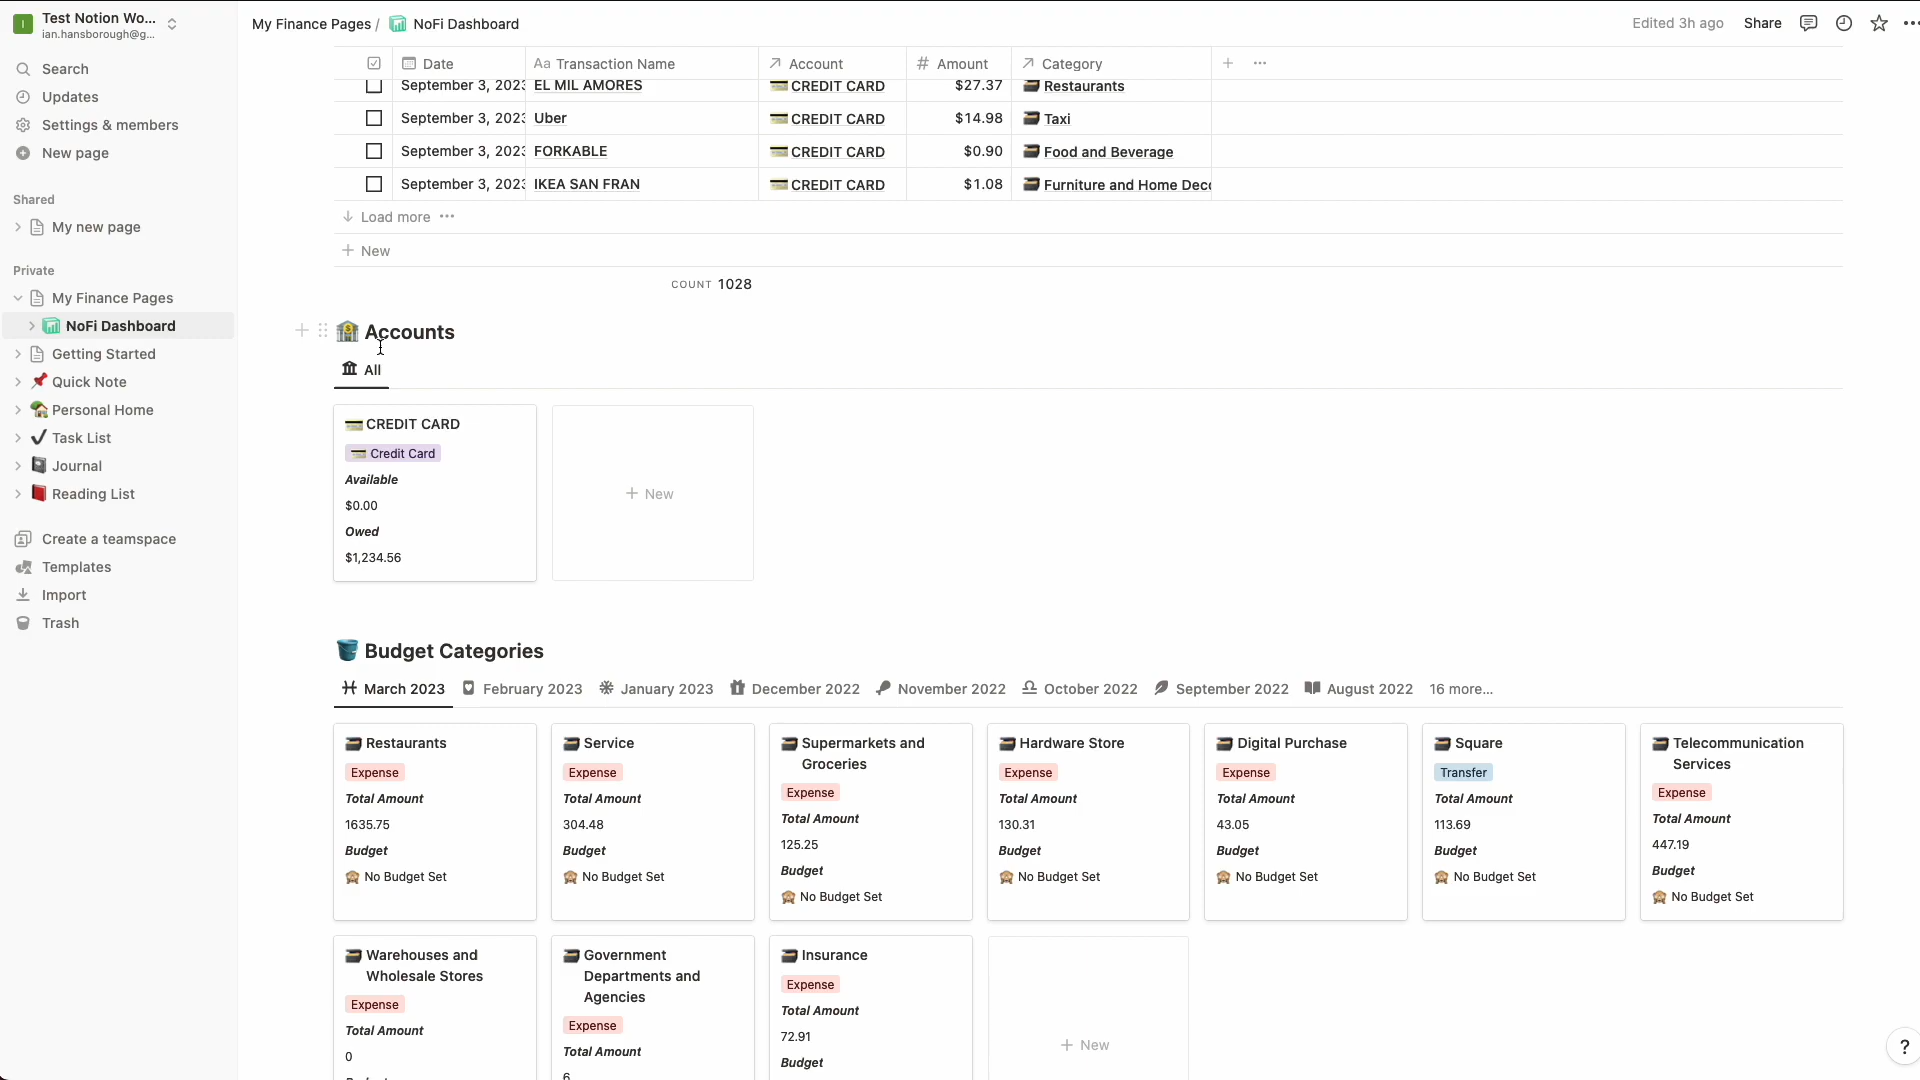 I
Test Notion Wo...
ian.hansborough@g...
Search
Updates
Settings & members
New page
Shared
My new page
Private
My Finance Pages
NoFi Dashboard
Getting Started
Quick Note
Personal Home
Task List
Journal
Reading List
Create a teamspace
Templates
Import
Trash
My Finance Pages / NoFi Dashboard
Edited 3h ago Share
Date Aa Transaction Name Account # Amount Category
September 3, 2023 EL MIL AMORES CREDIT CARD $27.37 Restaurants
September 3, 2023 Uber CREDIT CARD $14.98 Taxi
September 3, 2023 FORKABLE CREDIT CARD $0.90 Food and Beverage
September 3, 2023 IKEA SAN FRAN CREDIT CARD $1.08 Furniture and Home Deco
Load more
New
COUNT 1028
Accounts
All
CREDIT CARD
Credit Card
Available
$0.00
Owed
$1,234.56
+ New
Budget Categories
March 2023 February 2023 January 2023 December 2022 November 2022 October 2022 September 2022 August 2022 16 more...
Restaurants
Expense
Total Amount
1635.75
Budget
No Budget Set
Service
Expense
Total Amount
304.48
Budget
No Budget Set
Supermarkets and
Groceries
Expense
Total Amount
125.25
Budget
No Budget Set
Hardware Store
Expense
Total Amount
130.31
Budget
No Budget Set
Digital Purchase
Expense
Total Amount
43.05
Budget
No Budget Set
Square
Transfer
Total Amount
113.69
Budget
No Budget Set
Telecommunication
Services
Expense
Total Amount
447.19
Budget
No Budget Set
Warehouses and
Wholesale Stores
Expense
Total Amount
0
Government
Departments and
Agencies
Expense
Total Amount
6
Insurance
Expense
Total Amount
72.91
Budget
+ New
?